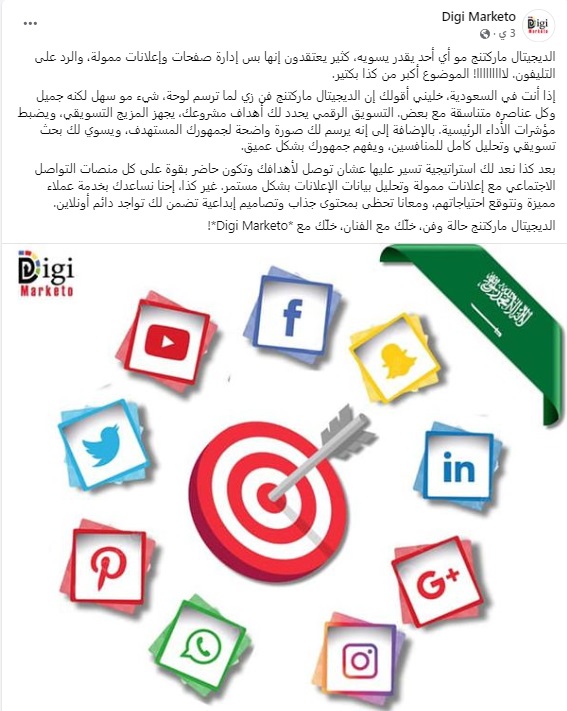 Digi Marketo
3 ي ·
الديجيتال ماركتنج مو أي أحد يقدر يسويه، كثير يعتقدون إنها بس إدارة صفحات وإعلانات ممولة، والرد على
التليفون. لاااااااااا! الموضوع أكبر من كذا بكتير.
إذا أنت في السعودية، خليني أقولك إن الديجيتال ماركتنج فن زي لما ترسم لوحة، شيء مو سهل لكنه جميل
وكل عناصره متناسقة مع بعض. التسويق الرقمي يحدد لك أهداف مشروعك، يجهز المزيج التسويقي، ويضبط
مؤشرات الأداء الرئيسية. بالإضافة إلى إنه يرسم لك صورة واضحة لجمهورك المستهدف، ويسوي لك بحث
تسويقي وتحليل كامل للمنافسين، ويفهم جمهورك بشكل عميق.
بعد كذا نعد لك استراتيجية تسير عليها عشان توصل لأهدافك وتكون حاضر بقوة على كل منصات التواصل
الاجتماعي مع إعلانات ممولة وتحليل بيانات الإعلانات بشكل مستمر. غير كذا، إحنا نساعدك بخدمة عملاء
مميزة ونتوقع احتياجاتهم، ومعانا تحظى بمحتوى جذاب وتصاميم إبداعية تضمن لك تواجد دائم أونلاين.
الديجيتال ماركتنج حالة وفن، خلّك مع الفنان، خلّك مع *Digi Marketo*!
Digi
Marketo
f
in
G+